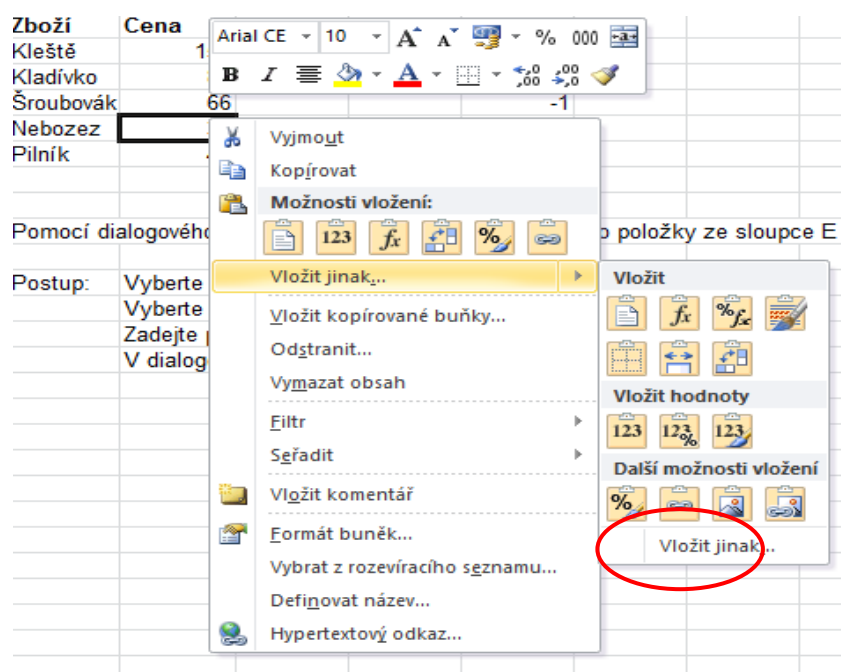 Zboží Cena
Arial CE 10 A A % 000
Kleště 1
Kladívko
B I A ,0 ,00 ,00 ,0
Šroubovák 66 -1
Nebozez
Pilník
Vyjmout
Kopírovat
Možnosti vložení:
123 fx %
Pomocí dialogového o položky ze sloupce E
Vložit jinak...
Postup: Vyberte
Vyberte
Zadejte
V dialog
Vložit kopírované buňky...
Odstranit...
Vymazat obsah
Filtr
Seřadit
Vložit komentář
Formát buněk...
Vybrat z rozevíracího seznamu...
Definovat název...
Hypertextový odkaz...
Vložit
fx %fx
Vložit hodnoty
123 123% 123
Další možnosti vložení
%
Vložit jinak...